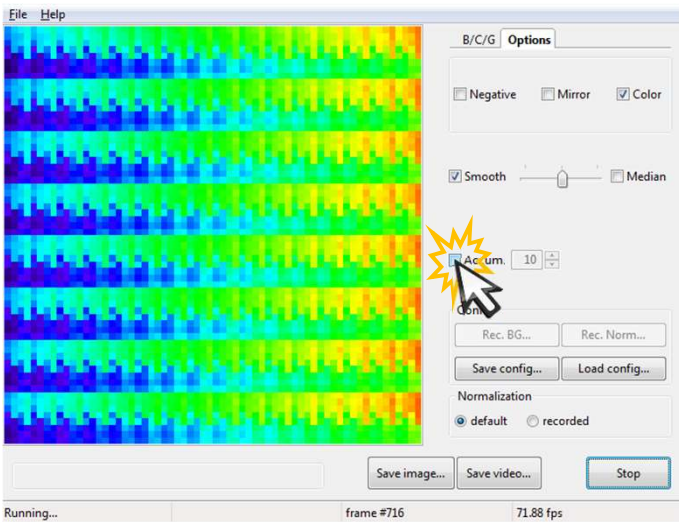 File Help
B/C/G Options
Negative Mirror Color
Smooth Median
Accum. 10
Rec. BG... Rec. Norm...
Save config... Load config...
Normalization
default recorded
Save image... Save video... Stop
Running... frame #716 71.88 fps